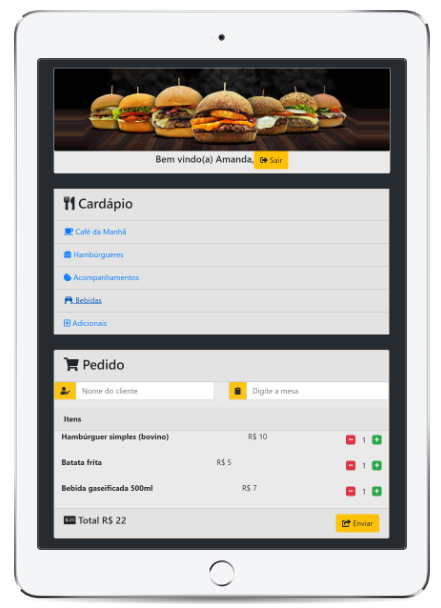 Bem vindo(a) Amanda, Sair
Cardápio
Café da Manhã
Hambúrgueres
Acompanhamentos
Bebidas
Adicionais
Pedido
Nome do cliente Digite a mesa
Itens
Hambúrguer simples (bovino) R$ 10 1
Batata frita R$ 5 1
Bebida gaseificada 500ml R$ 7 1
Total R$ 22 Enviar